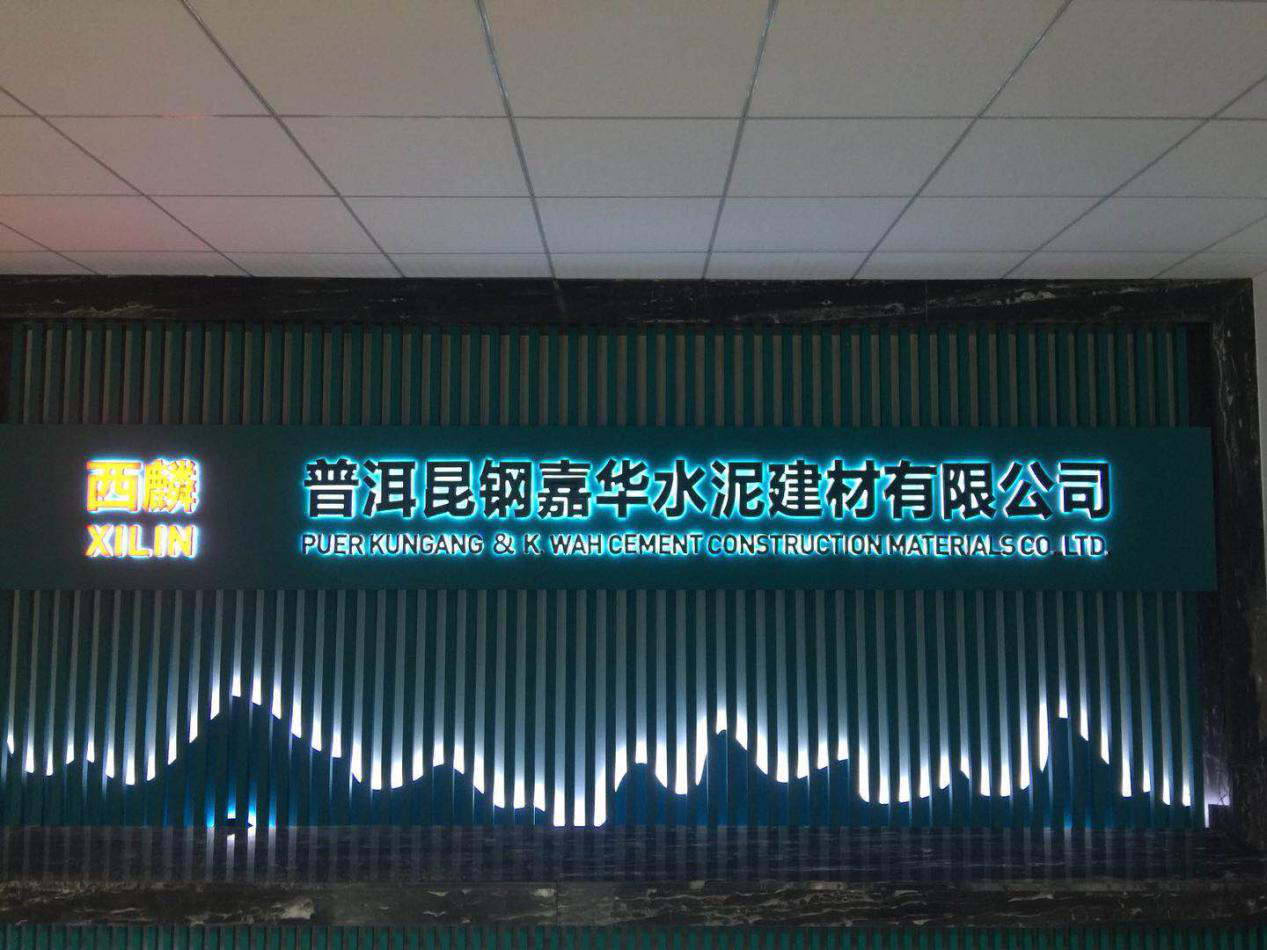 西麟
XILIN
普洱昆钢嘉华水泥建材有限公司
PUER KUNGANG & K. WAH CEMENT CONSTRUCTION MATERIALS CO. LTD.